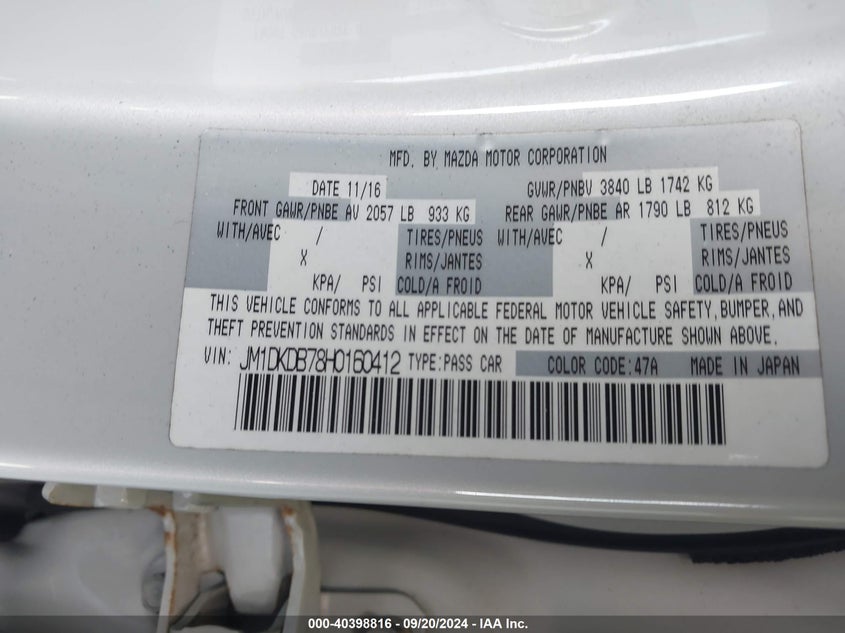 MFD. BY MAZDA MOTOR CORPORATION
DATE 11/16 GVWR/PNBV 3840 LB 1742 KG
FRONT GAWR/PNBE AV 2057 LB 933 KG REAR GAWR/PNBE AR 1790 LB 812 KG
WITH/AVEC / TIRES/PNEUS WITH/AVEC / TIRES/PNEUS
X RIMS/JANTES X RIMS/JANTES
KPA/ PSI COLD/A FROID KPA/ PSI COLD/A FROID
THIS VEHICLE CONFORMS TO ALL APPLICABLE FEDERAL MOTOR VEHICLE SAFETY, BUMPER, AND
THEFT PREVENTION STANDARDS IN EFFECT ON THE DATE OF MANUFACTURE SHOWN ABOVE.
VIN: JM1DKDB78H0160412 TYPE:PASS CAR COLOR CODE:47A MADE IN JAPAN
000-40398816 - 09/20/2024 - IAA Inc.